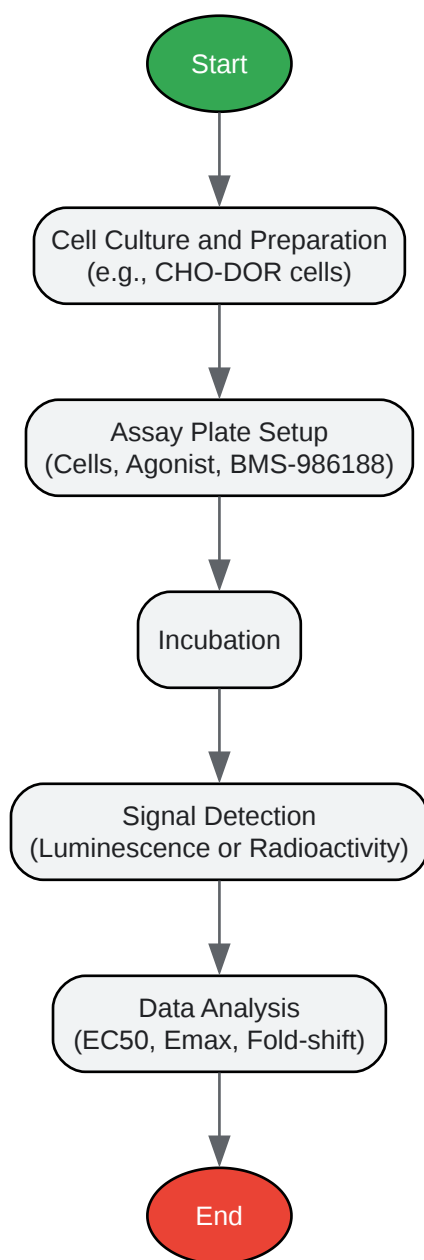 Start
Cell Culture and Preparation
(e.g., CHO-DOR cells)
Assay Plate Setup
(Cells, Agonist, BMS-986188)
Incubation
Signal Detection
(Luminescence or Radioactivity)
Data Analysis
(EC50, Emax, Fold-shift)
End